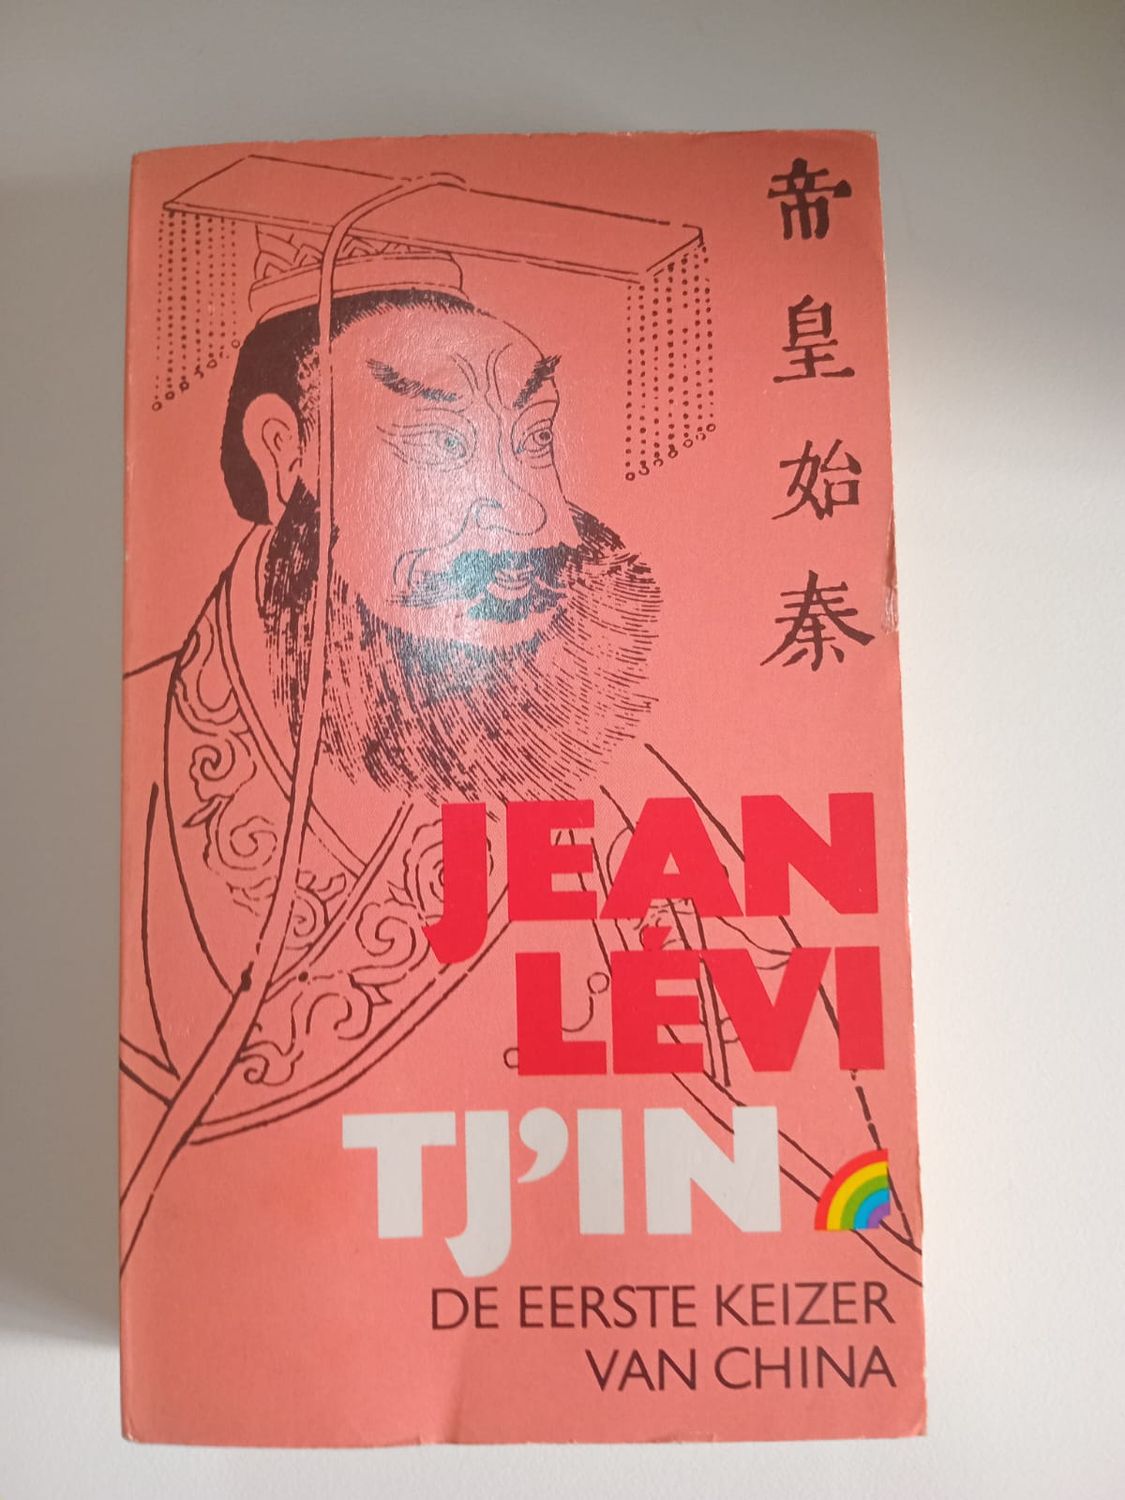 帝
皇
始
秦
JEAN
LÉVI
TJ'IN
DE EERSTE KEIZER
VAN CHINA